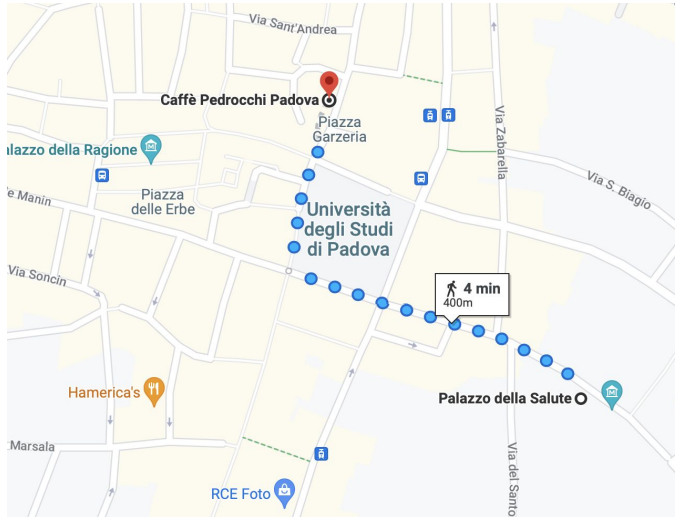 Via Sant'Andrea
Caffè Pedrocchi Padova
Piazza
Garzeria
alazzo della Ragione
Via Zabarella
Via S. Biagio
Piazza
delle Erbe
e Manin
Università
degli Studi
di Padova
Via Soncin
4 min
400m
Hamerica's
Palazzo della Salute
Marsala
Via del Santo
RCE Foto